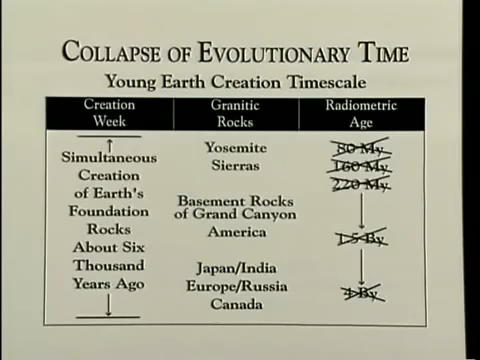 COLLAPSE OF EVOLUTIONARY TIME
Young Earth Creation Timescale
Creation
Week
Granitic
Rocks
Radiometric
Age
Simultaneous
Creation
of Earth's
Foundation
Rocks
About Six
Thousand
Years Ago
Yosemite
Sierras
Basement Rocks
of Grand Canyon
America
Japan/India
Europe/Russia
Canada
80 My
160 My
220 My
1.5 By
4 By